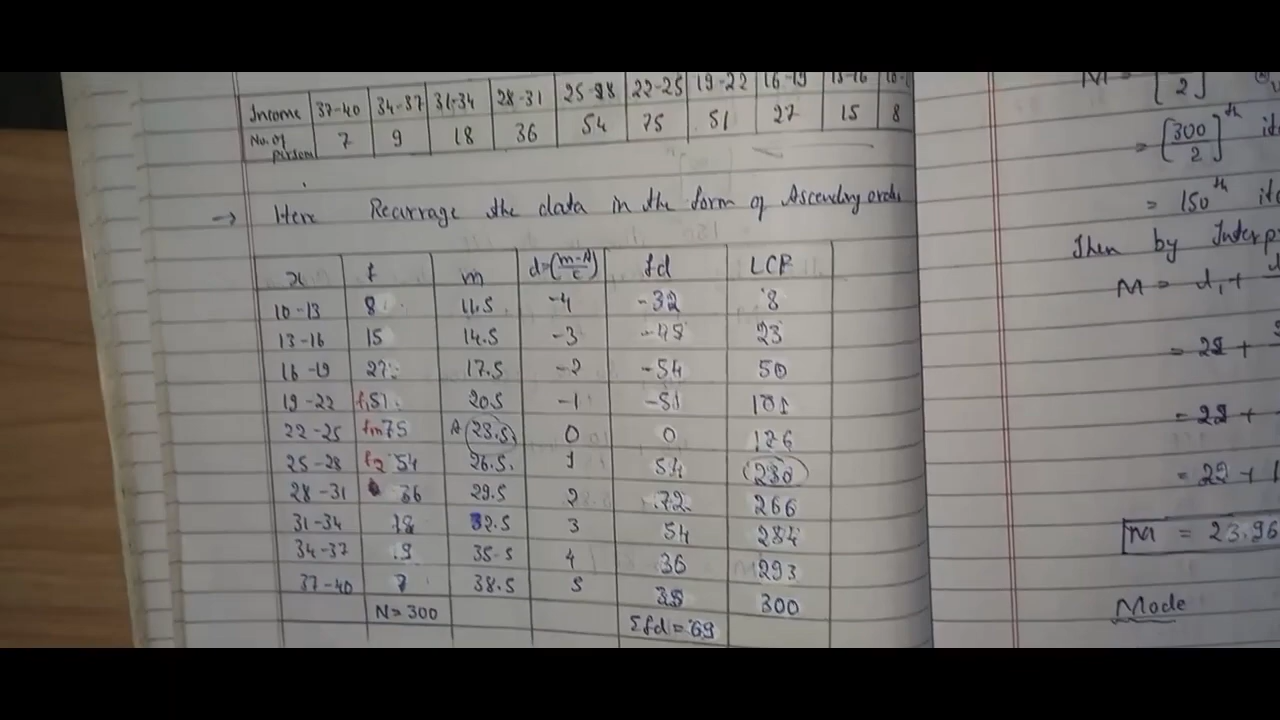 Income 37-40 34-37 31-34 28-31 25-28 22-25 19-22 16-19 13-16
No. of person 7 9 18 36 54 75 51 27 15 8
→ Here Rearrage the data in the form of Ascending order
x f m d=(m-A/c) fd LCF
10-13 8 11.5 -4 -32 8
13-16 15 14.5 -3 -45 23
16-19 27 17.5 -2 -54 50
19-22 f1 51 20.5 -1 -51 101
22-25 fm 75 A 23.5 0 0 176
25-28 f2 54 26.5 1 54 230
28-31 36 29.5 2 72 266
31-34 18 32.5 3 54 284
34-37 9 35.5 4 36 293
37-40 7 38.5 5 35 300
N=300 Σfd=69
= [300/2]th
= 150th
Then by
M = d1 +
= 22 +
= 22 +
= 22 + 1
M = 23.96
Mode